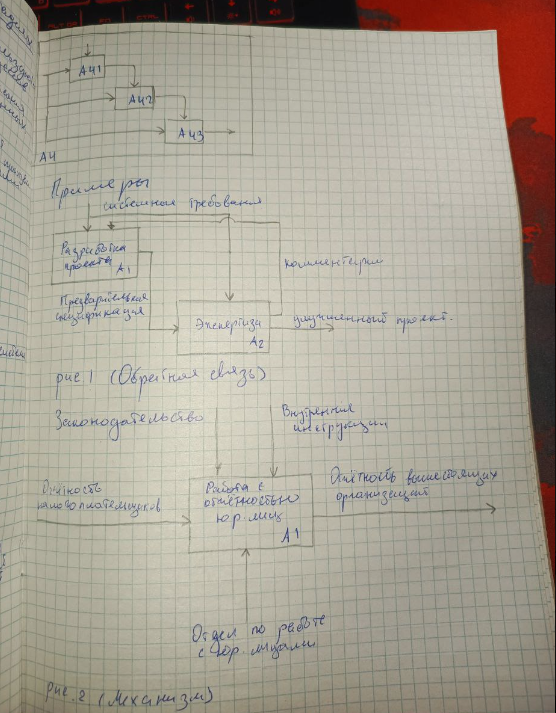 А41
А42
А43
А4
Примеры
системные требования
Разработка
проекта
А1
комментарии
Предварительная
спецификация
Экспертиза
А2
улучшенный проект.
рис 1 (Обратная связь)
Законодательство
Внутренние
инструкции
Отчётность
налогоплательщиков
Работа с
отчетностью
юр. лиц
А1
Отчётность вышестоящих
организаций
Отдел по работе
с юр. лицами
рис. 2 (Механизм)